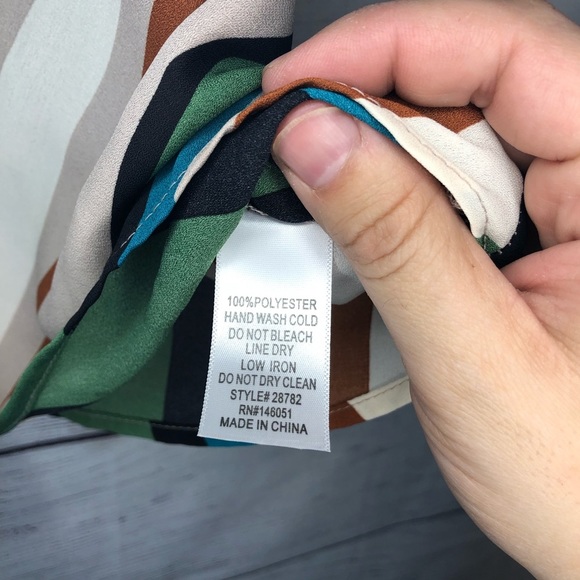 100%POLYESTER
HAND WASH COLD
DO NOT BLEACH
LINE DRY
LOW IRON
DO NOT DRY CLEAN
STYLE# 28782
RN#146051
MADE IN CHINA